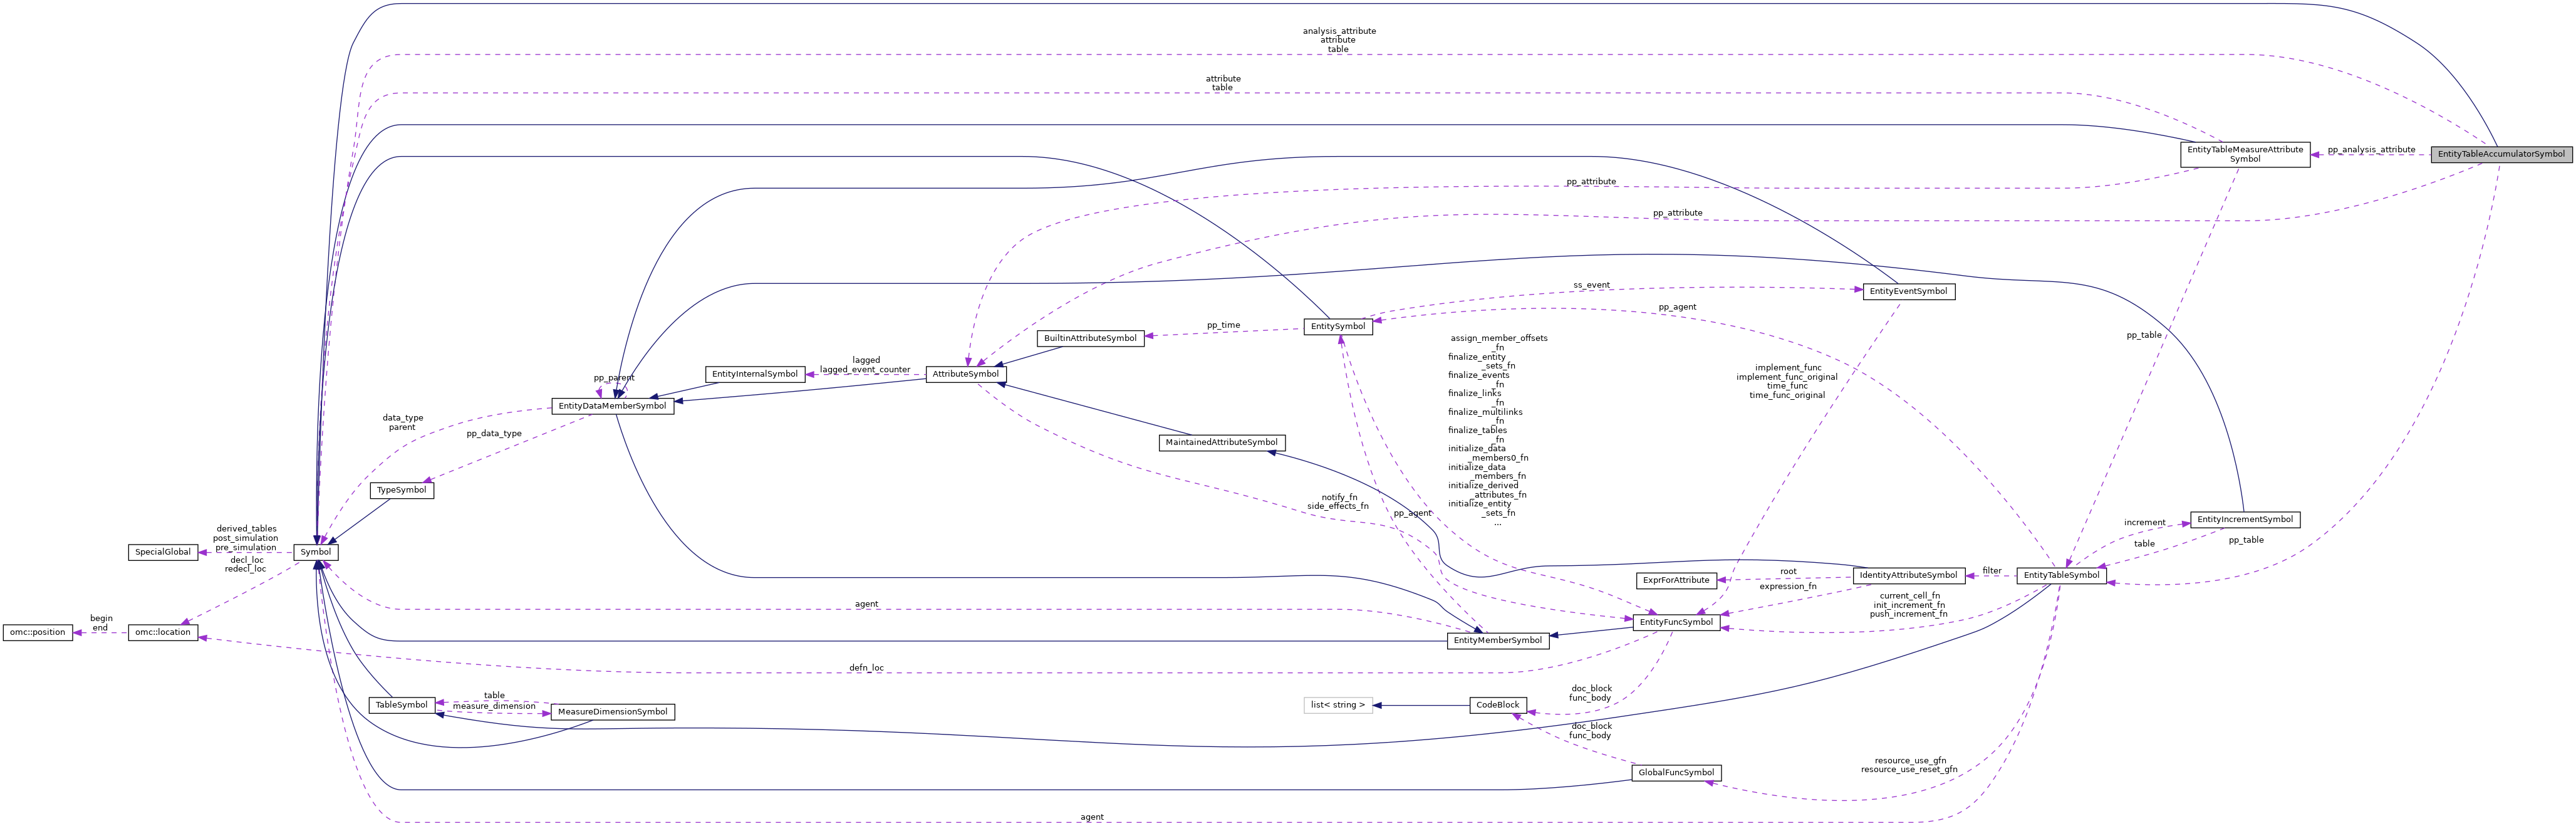 analysis_attribute
attribute
table
attribute
table
EntityTableMeasureAttribute
Symbol
pp_analysis_attribute
EntityTableAccumulatorSymbol
pp_attribute
pp_attribute
ss_event
EntityEventSymbol
pp_agent
EntitySymbol
pp_time
BuiltinAttributeSymbol
pp_table
assign_member_offsets
_fn
finalize_entity
_sets_fn
finalize_events
_fn
finalize_links
_fn
finalize_multilinks
_fn
finalize_tables
_fn
initialize_data
_members0_fn
initialize_data
_members_fn
initialize_derived
_attributes_fn
initialize_entity
_sets_fn
...
implement_func
implement_func_original
time_func
time_func_original
lagged
lagged_event_counter
EntityInternalSymbol
AttributeSymbol
pp_parent
EntityDataMemberSymbol
data_type
parent
pp_data_type
MaintainedAttributeSymbol
TypeSymbol
notify_fn
side_effects_fn
pp_agent
EntityIncrementSymbol
increment
table
pp_table
derived_tables
post_simulation
pre_simulation
SpecialGlobal
Symbol
decl_loc
redecl_loc
root
filter
ExprForAttribute
IdentityAttributeSymbol
EntityTableSymbol
expression_fn
current_cell_fn
init_increment_fn
push_increment_fn
agent
begin
end
omc::position
omc::location
EntityFuncSymbol
EntityMemberSymbol
defn_loc
table
measure_dimension
TableSymbol
MeasureDimensionSymbol
doc_block
func_body
list< string >
CodeBlock
doc_block
func_body
GlobalFuncSymbol
resource_use_gfn
resource_use_reset_gfn
agent